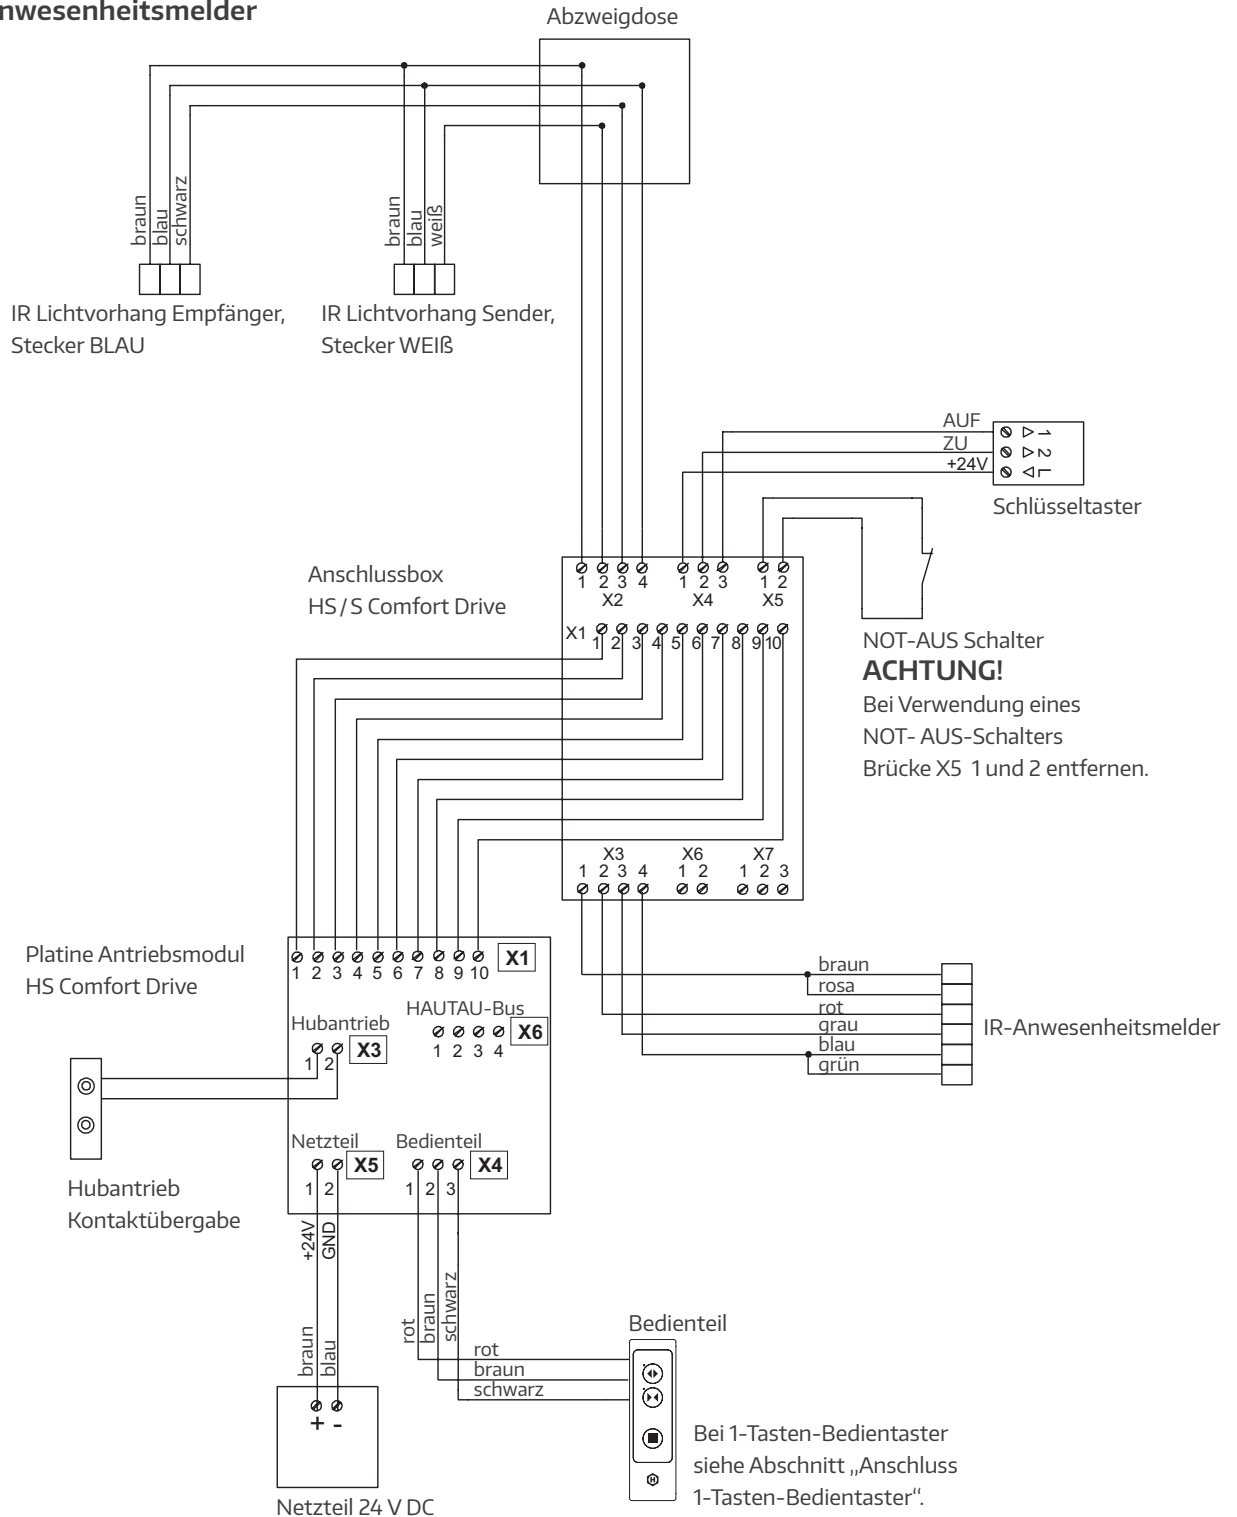 nwesenheitsmelder
Abzweigdose
braun
blau
schwarz
braun
blau
weiß
IR Lichtvorhang Empfänger,
Stecker BLAU
IR Lichtvorhang Sender,
Stecker WEIß
AUF
ZU
+24V
1
2
L
Schlüsseltaster
Anschlussbox
HS / S Comfort Drive
1 2 3 4 1 2 3 1 2
X2 X4 X5
X1
1 2 3 4 5 6 7 8 9 10
NOT-AUS Schalter
ACHTUNG!
Bei Verwendung eines
NOT- AUS-Schalters
Brücke X5 1 und 2 entfernen.
X3 X6 X7
1 2 3 4 1 2 1 2 3
Platine Antriebsmodul
HS Comfort Drive
X1
1 2 3 4 5 6 7 8 9 10
HAUTAU-Bus
X6
1 2 3 4
Hubantrieb
X3
1 2
braun
rosa
rot
grau
blau
grün
IR-Anwesenheitsmelder
Hubantrieb
Kontaktübergabe
Netzteil
X5
1 2
Bedienteil
X4
1 2 3
+24V
GND
braun
blau
rot
braun
schwarz
rot
braun
schwarz
Bedienteil
H
+ -
Netzteil 24 V DC
Bei 1-Tasten-Bedientaster
siehe Abschnitt „Anschluss
1-Tasten-Bedientaster“.